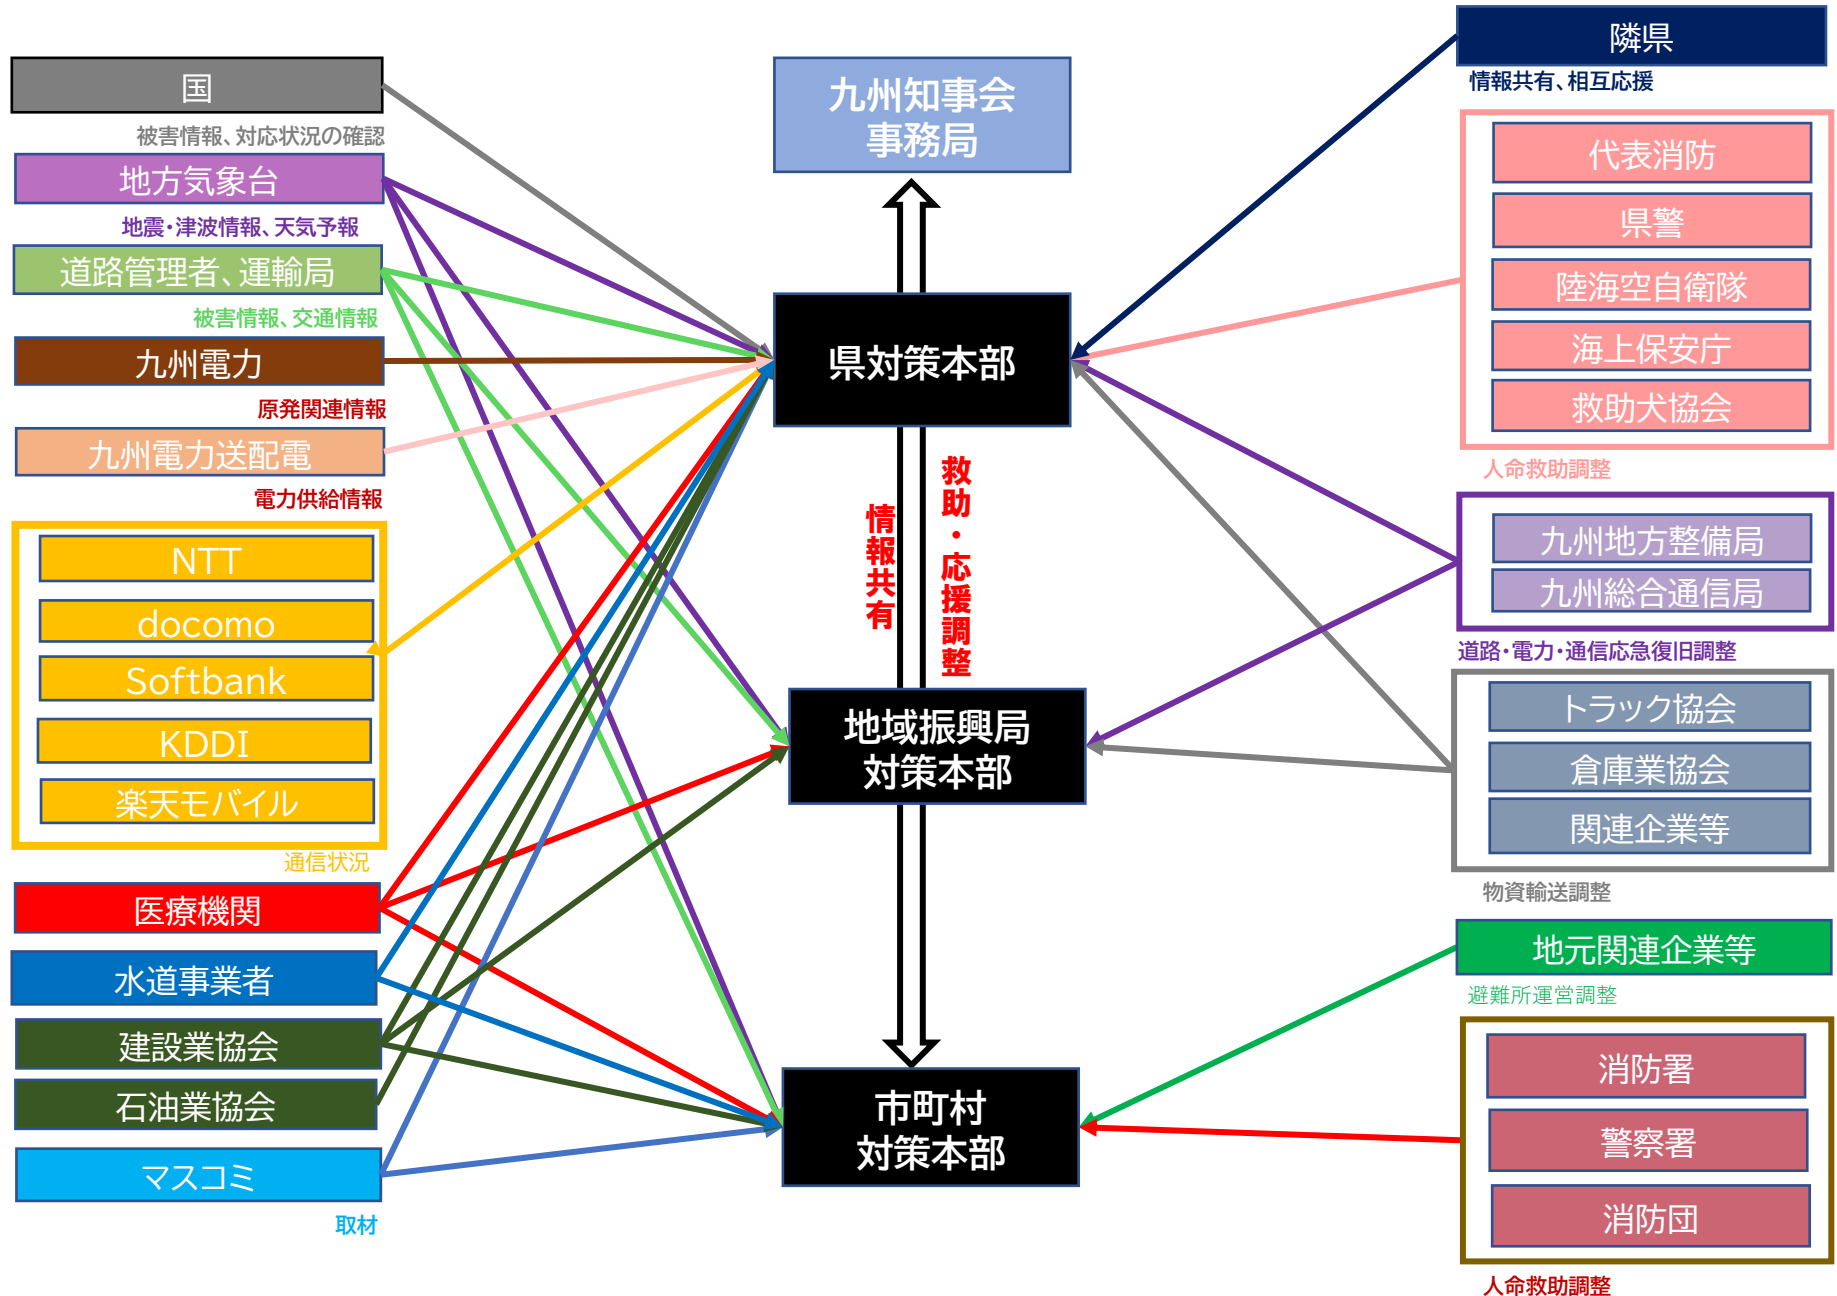 国
被害情報、対応状況の確認
地方気象台
地震・津波情報、天気予報
道路管理者、運輸局
被害情報、交通情報
九州電力
原発関連情報
九州電力送配電
電力供給情報
NTT
docomo
Softbank
KDDI
楽天モバイル
通信状況
医療機関
水道事業者
建設業協会
石油業協会
マスコミ
取材
九州知事会
事務局
県対策本部
情報共有
救助・応援調整
地域振興局
対策本部
市町村
対策本部
隣県
情報共有、相互応援
代表消防
県警
陸海空自衛隊
海上保安庁
救助犬協会
人命救助調整
九州地方整備局
九州総合通信局
道路・電力・通信応急復旧調整
トラック協会
倉庫業協会
関連企業等
物資輸送調整
地元関連企業等
避難所運営調整
消防署
警察署
消防団
人命救助調整